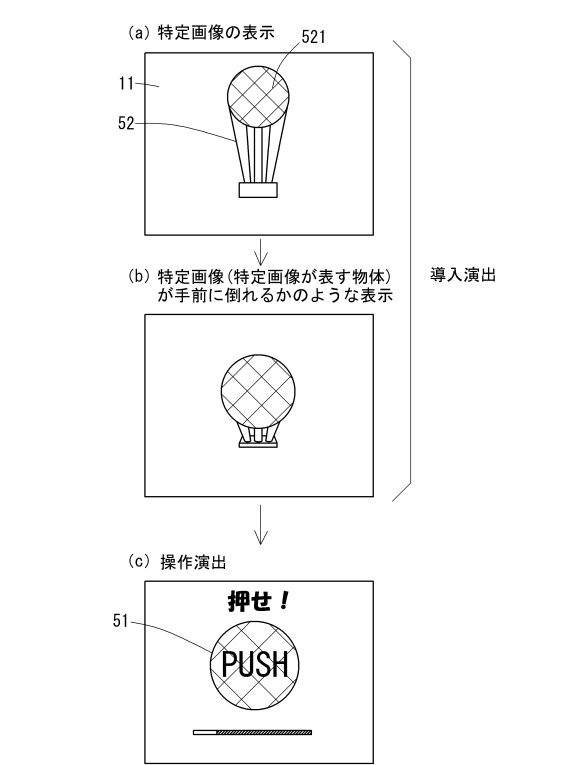 (a) 特定画像の表示
521
11
52
(b) 特定画像(特定画像が表す物体)
が手前に倒れるかのような表示
導入演出
(c) 操作演出
押せ！
51
PUSH